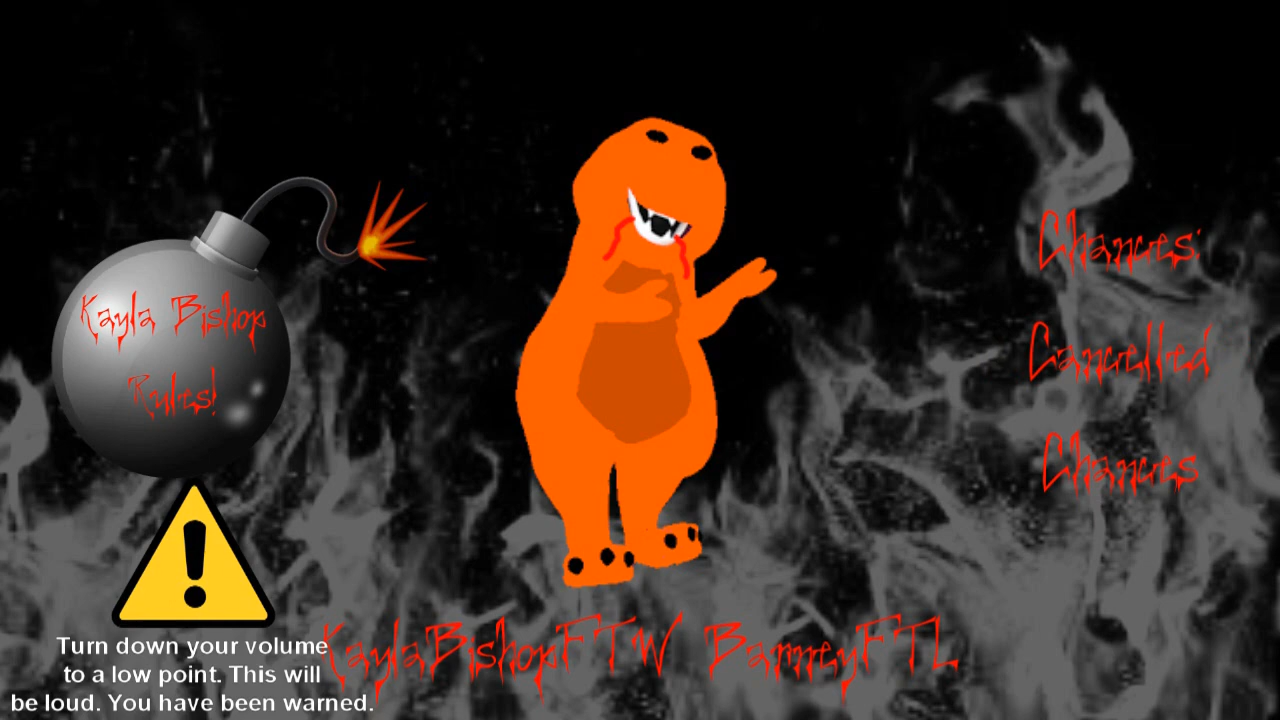 Kayla Bishop
Rules!
Chances:
Cancelled
Chances
KaylaBishopFTW BarneyFTL
Turn down your volume
to a low point. This will
be loud. You have been warned.